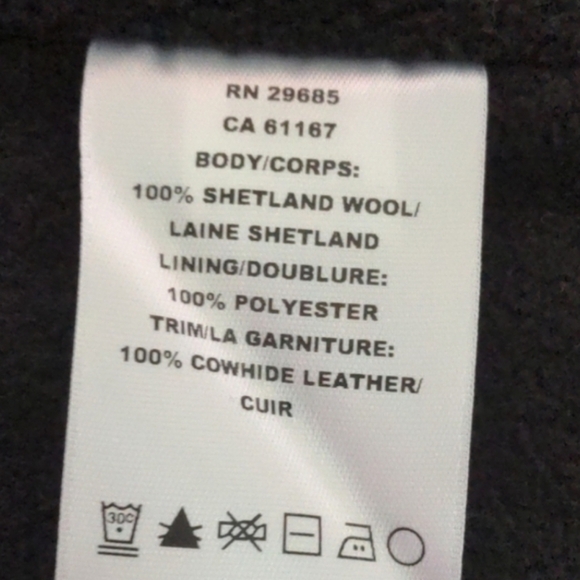 RN 29685
CA 61167
BODY/CORPS:
100% SHETLAND WOOL/
LAINE SHETLAND
LINING/DOUBLURE:
100% POLYESTER
TRIM/LA GARNITURE:
100% COWHIDE LEATHER/
CUIR
30C